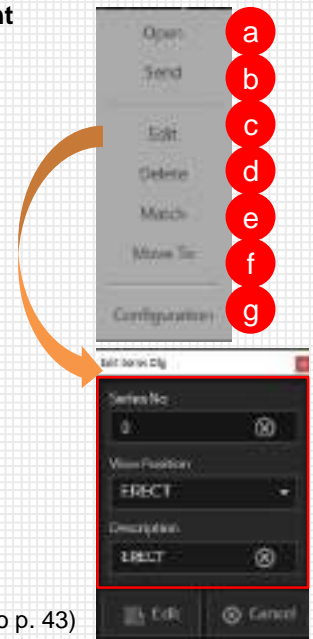 nt
Open
a
Send
b
Edit
c
Delete
d
Match
e
Move To
f
Configuration
g
Edit Series Dlg
Series No
0
View Position
ERECT
Description
ERECT
Edit
Cancel
o p. 43)